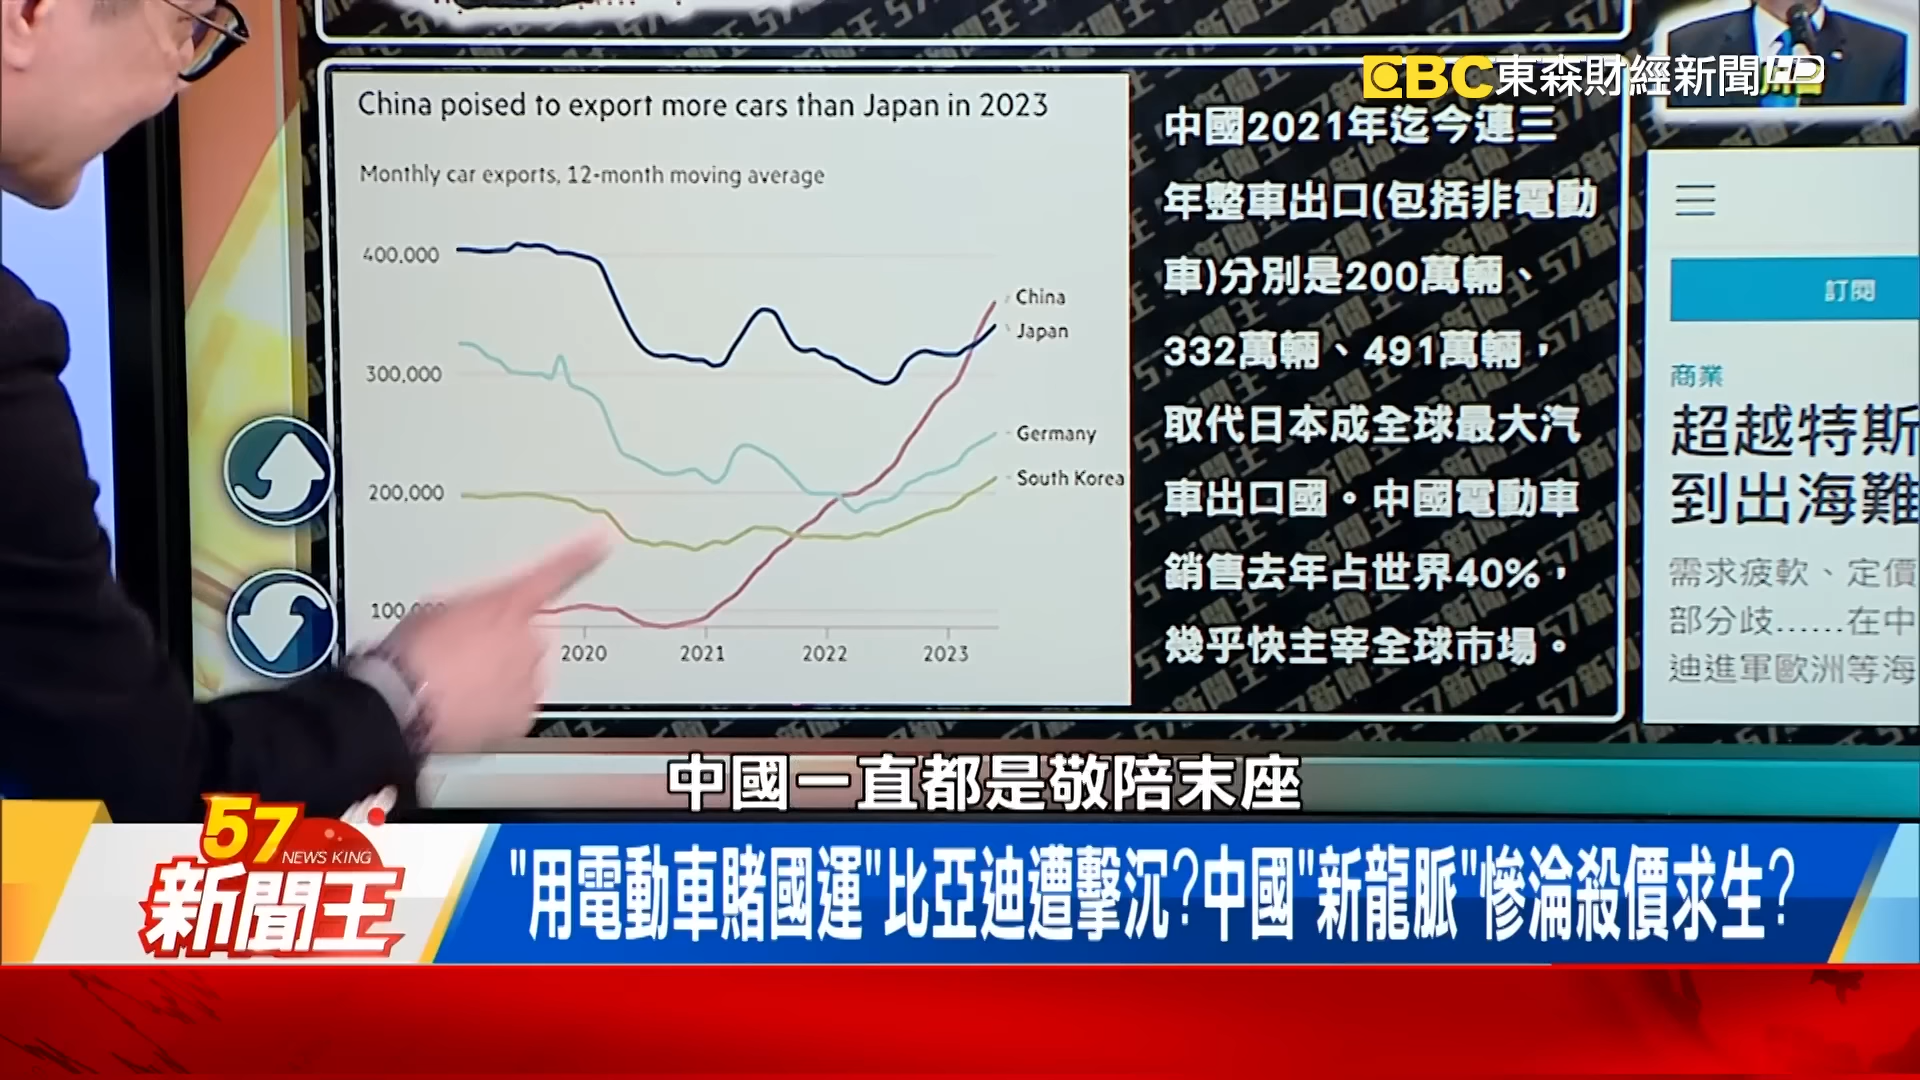 EBC東森財經新聞
HD
China poised to export more cars than Japan in 2023
Monthly car exports, 12-month moving average
400,000
300,000
200,000
China
Japan
Germany
South Korea
2020
2021
2022
2023
中國2021年迄今連三
年整車出口(包括非電動
車)分別是200萬輛、
332萬輛、491萬輛，
取代日本成全球最大汽
車出口國。中國電動車
銷售去年占世界40%，
幾乎快主宰全球市場。
訂閱
商業
超越特斯
到出海難
需求疲軟、定價
部分歧……在中
迪進軍歐洲等海
中國一直都是敬陪末座
57
NEWS KING
新聞王
"用電動車賭國運"比亞迪遭擊沉?中國"新龍脈"慘淪殺價求生?